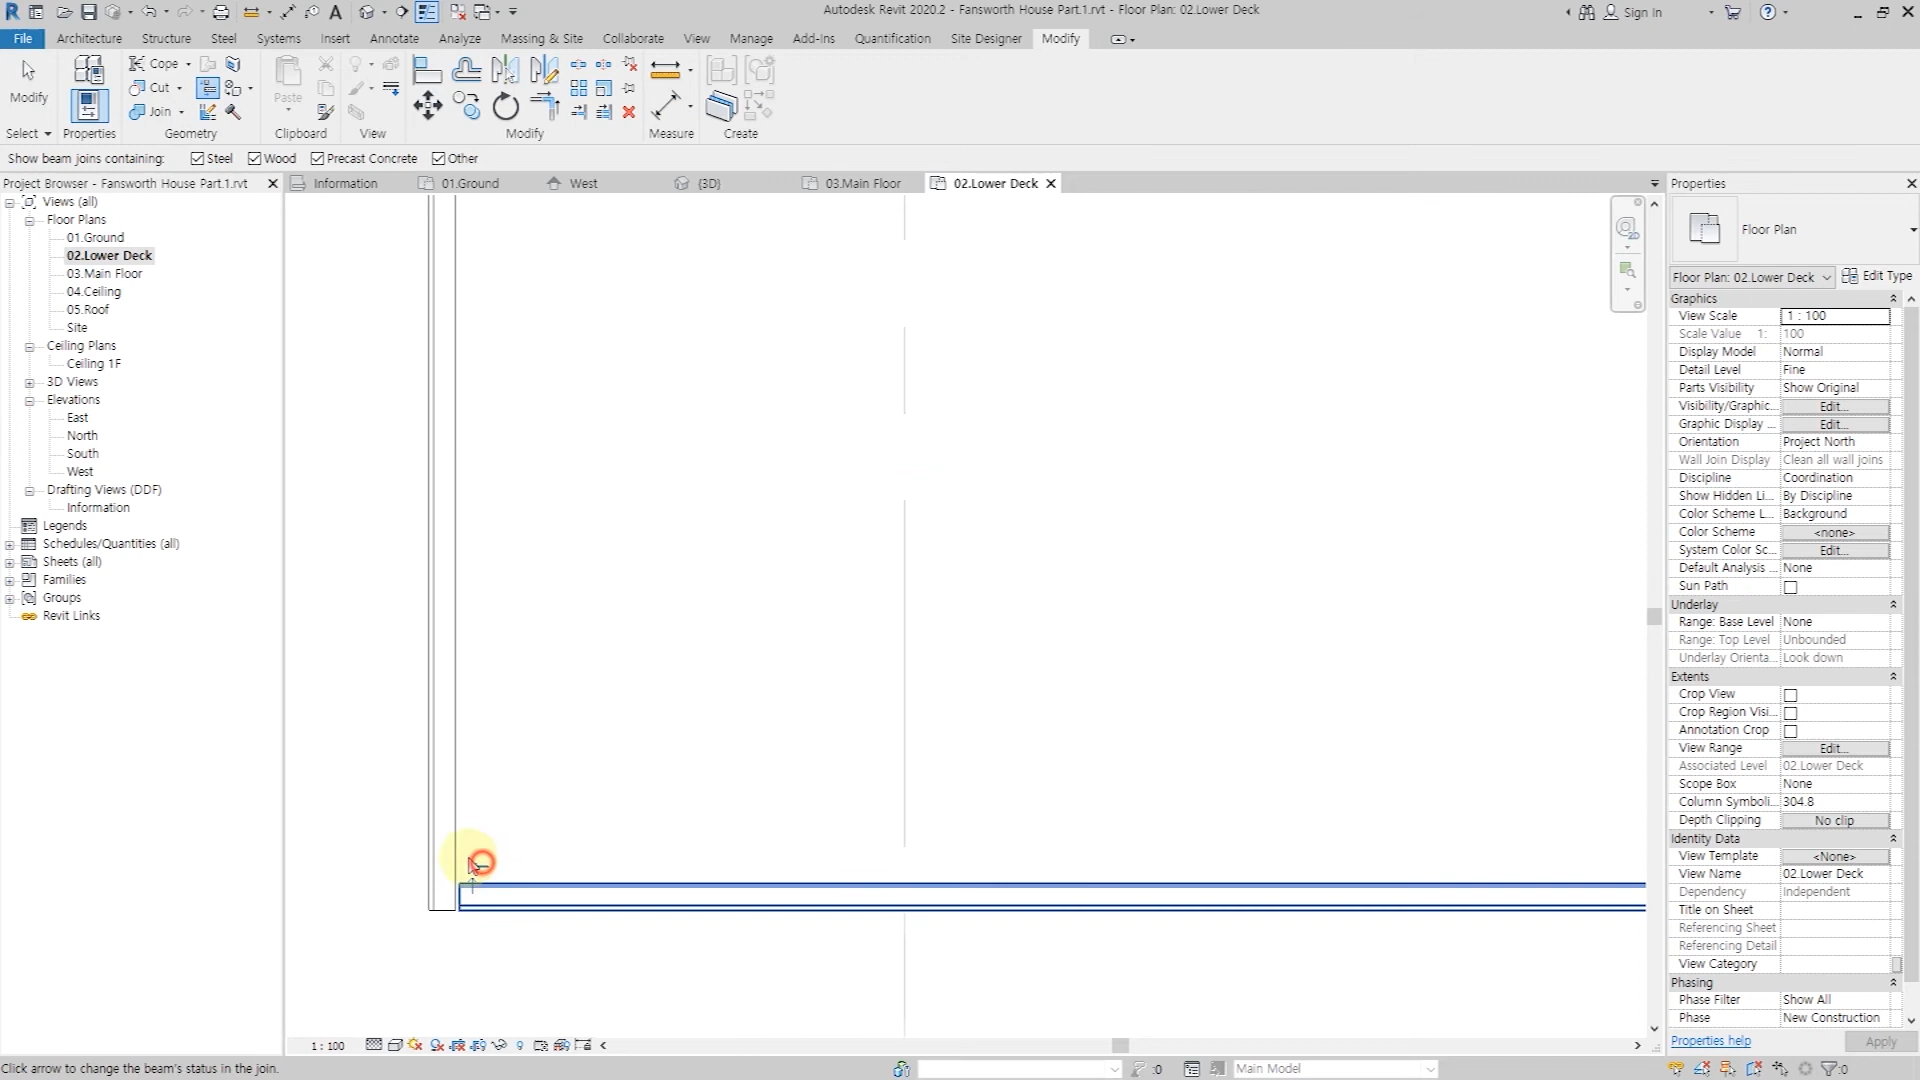 Autodesk Revit 2020.2 - Fansworth House Part.1.rvt - Floor Plan: 02.Lower Deck
Sign In
File Architecture Structure Steel Systems Insert Annotate Analyze Massing & Site Collaborate View Manage Add-Ins Quantification Site Designer Modify
Modify
Cope
Cut
Join
Paste
Select Properties Geometry Clipboard View Modify Measure Create
Show beam joins containing: Steel Wood Precast Concrete Other
Project Browser - Fansworth House Part.1.rvt
Information 01.Ground West {3D} 03.Main Floor 02.Lower Deck
Views (all)
Floor Plans
01.Ground
02.Lower Deck
03.Main Floor
04.Ceiling
05.Roof
Site
Ceiling Plans
Ceiling 1F
3D Views
Elevations
East
North
South
West
Drafting Views (DDF)
Information
Legends
Schedules/Quantities (all)
Sheets (all)
Families
Groups
Revit Links
2D
Properties
Floor Plan
Floor Plan: 02.Lower Deck Edit Type
Graphics
View Scale 1 : 100
Scale Value 1: 100
Display Model Normal
Detail Level Fine
Parts Visibility Show Original
Visibility/Graphic... Edit...
Graphic Display ... Edit...
Orientation Project North
Wall Join Display Clean all wall joins
Discipline Coordination
Show Hidden Li... By Discipline
Color Scheme L... Background
Color Scheme <none>
System Color Sc... Edit...
Default Analysis ... None
Sun Path
Underlay
Range: Base Level None
Range: Top Level Unbounded
Underlay Orienta... Look down
Extents
Crop View
Crop Region Visi...
Annotation Crop
View Range Edit...
Associated Level 02.Lower Deck
Scope Box None
Column Symboli... 304.8
Depth Clipping No clip
Identity Data
View Template <None>
View Name 02.Lower Deck
Dependency Independent
Title on Sheet
Referencing Sheet
Referencing Detail
View Category
Phasing
Phase Filter Show All
Phase New Construction
Properties help Apply
1 : 100
Click arrow to change the beam's status in the join.
:0 Main Model :0